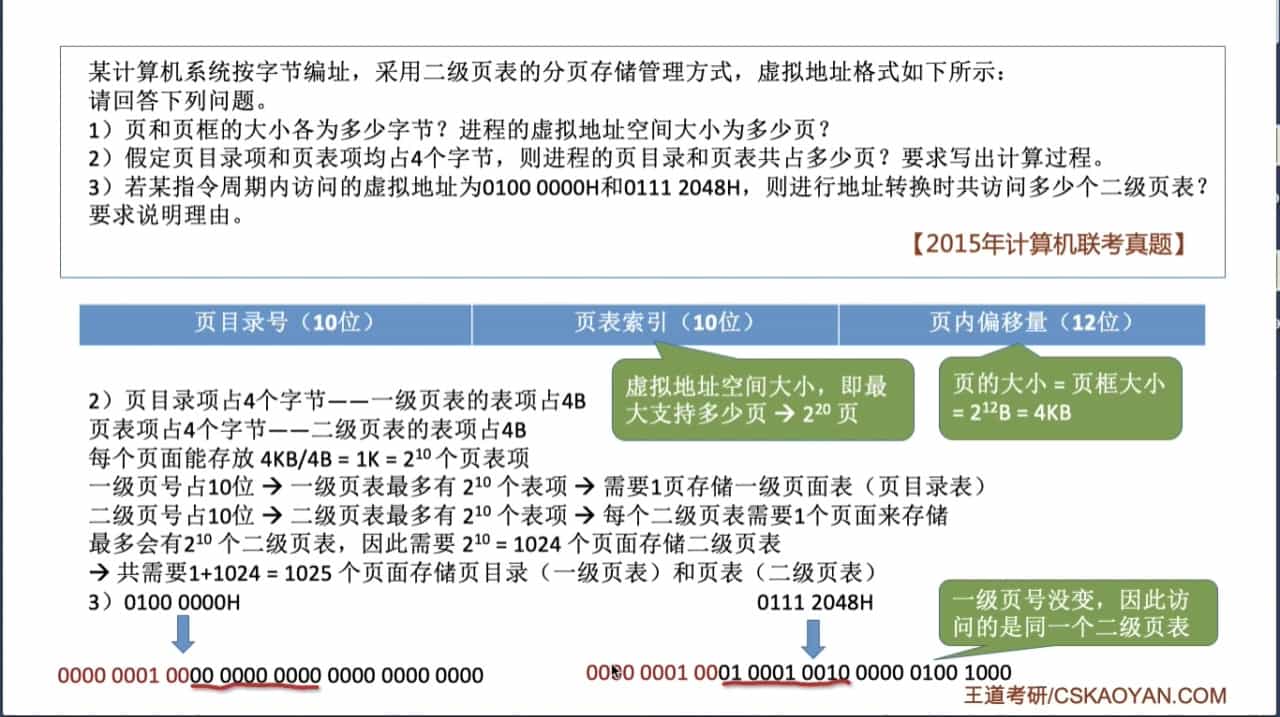 某计算机系统按字节编址，采用二级页表的分页存储管理方式，虚拟地址格式如下所示：
请回答下列问题。
1）页和页框的大小各为多少字节？进程的虚拟地址空间大小为多少页？
2）假定页目录项和页表项均占4个字节，则进程的页目录和页表共占多少页？要求写出计算过程。
3）若某指令周期内访问的虚拟地址为0100 0000H和0111 2048H，则进行地址转换时共访问多少个二级页表？
要求说明理由。
【2015年计算机联考真题】
页目录号（10位） 页表索引（10位） 页内偏移量（12位）
虚拟地址空间大小，即最
大支持多少页 → 2²⁰ 页
页的大小 = 页框大小
= 2¹²B = 4KB
2）页目录项占4个字节——一级页表的表项占4B
页表项占4个字节——二级页表的表项占4B
每个页面能存放 4KB/4B = 1K = 2¹⁰ 个页表项
一级页号占10位 → 一级页表最多有 2¹⁰ 个表项 → 需要1页存储一级页面表（页目录表）
二级页号占10位 → 二级页表最多有 2¹⁰ 个表项 → 每个二级页表需要1个页面来存储
最多会有2¹⁰ 个二级页表，因此需要 2¹⁰ = 1024 个页面存储二级页表
→ 共需要1+1024 = 1025 个页面存储页目录（一级页表）和页表（二级页表）
3）0100 0000H 0111 2048H
一级页号没变，因此访
问的是同一个二级页表
0000 0001 0000 0000 0000 0000 0000 0000 0000 0001 0001 0001 0010 0000 0100 1000
王道考研/CSKAOYAN.COM